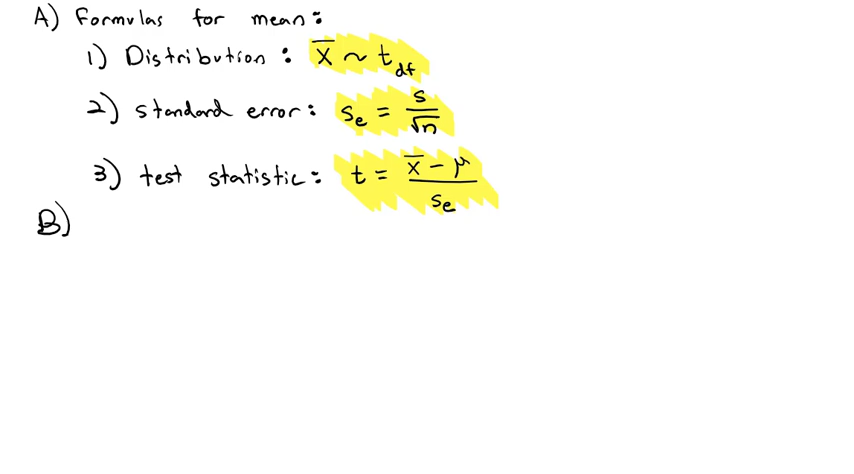 A) Formulas for mean:
1) Distribution: x̄ ~ t_df
2) standard error: s_e = s/√n
3) test statistic: t = (x̄ - μ)/s_e
B)